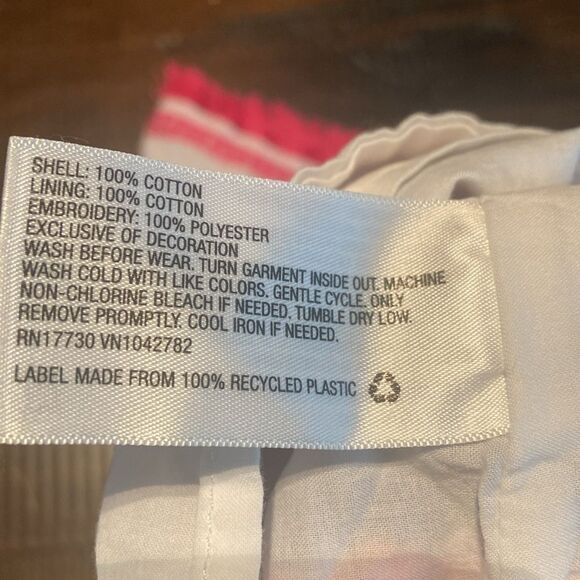 SHELL: 100% COTTON
LINING: 100% COTTON
EMBROIDERY: 100% POLYESTER
EXCLUSIVE OF DECORATION
WASH BEFORE WEAR. TURN GARMENT INSIDE OUT. MACHINE
WASH COLD WITH LIKE COLORS. GENTLE CYCLE. ONLY
NON-CHLORINE BLEACH IF NEEDED. TUMBLE DRY LOW.
REMOVE PROMPTLY. COOL IRON IF NEEDED.
RN17730 VN1042782
LABEL MADE FROM 100% RECYCLED PLASTIC